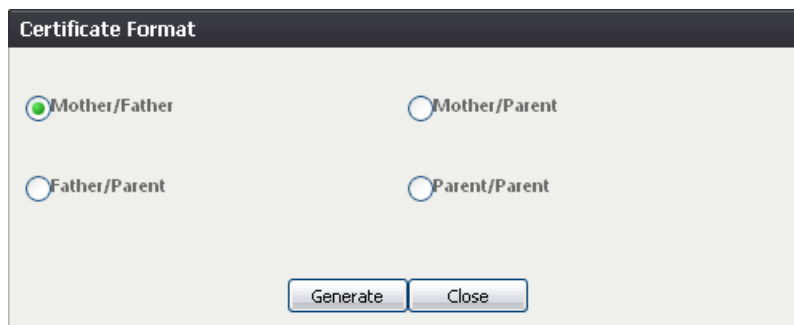 Certificate Format
Mother/Father Mother/Parent
Father/Parent Parent/Parent
Generate Close